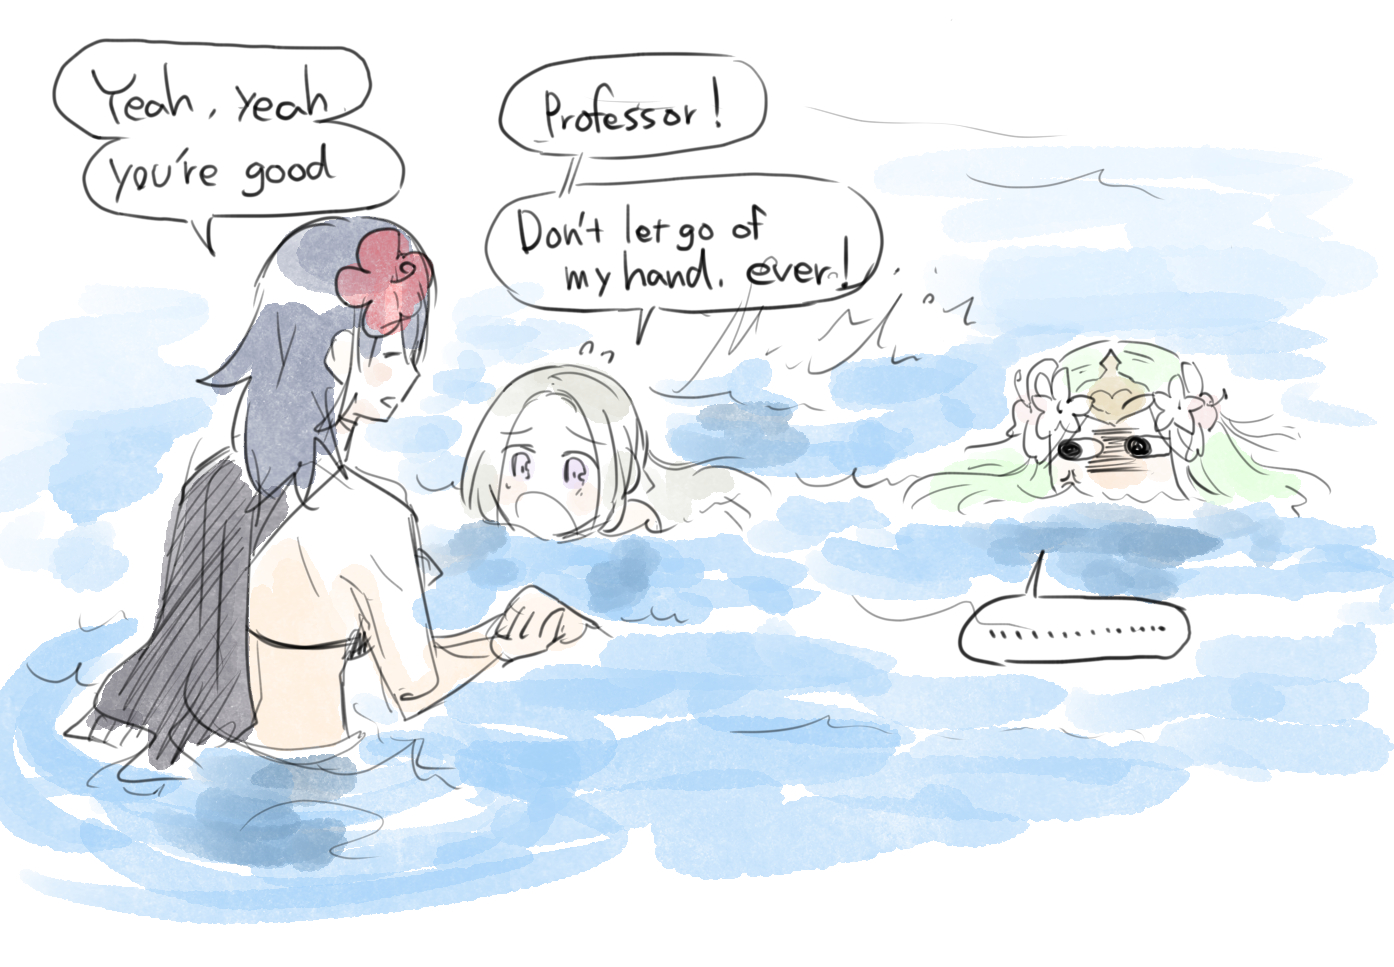 Yeah, yeah
you're good
Professor!
Don't let go of
my hand. ever!
..............